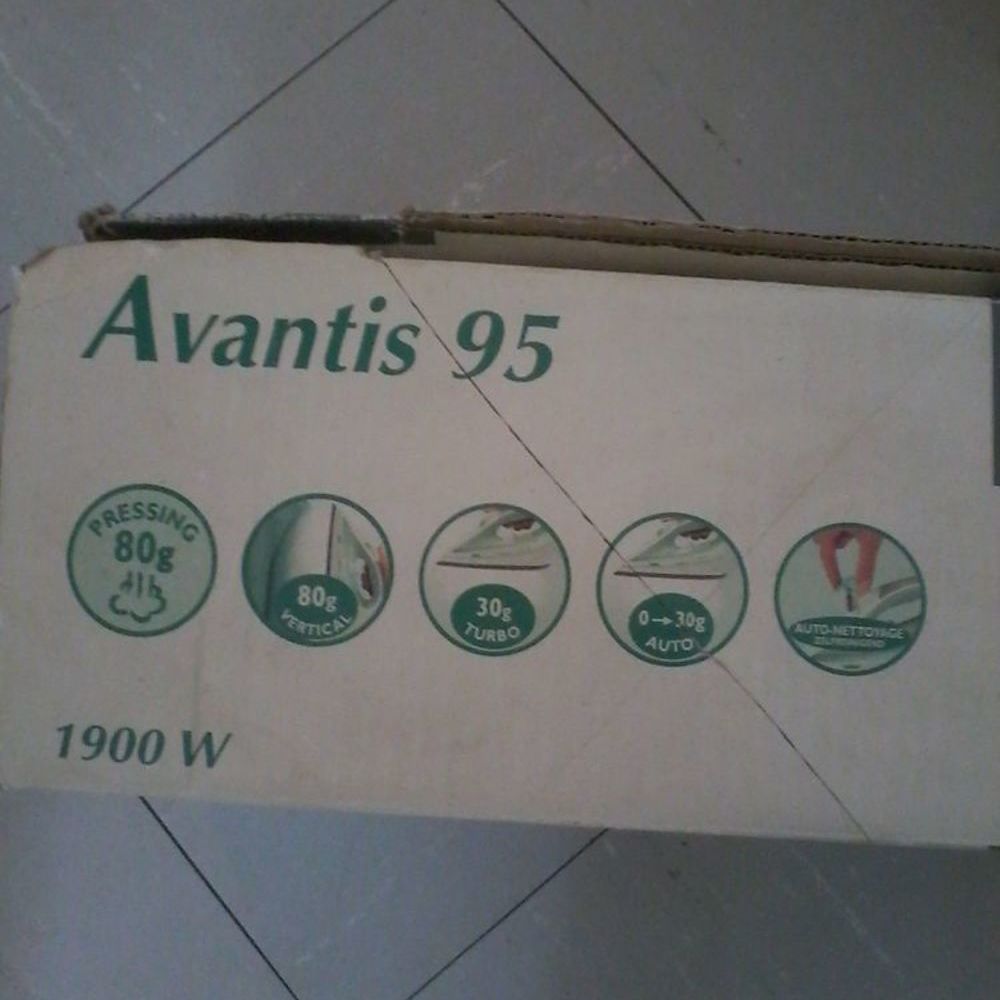 Avantis 95
PRESSING
80g
80g
VERTICAL
30g
TURBO
0→30g
AUTO
AUTO-NETTOYAGE
1900 W